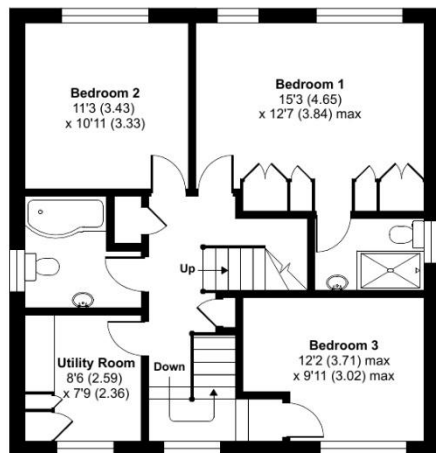 Bedroom 2
11'3 (3.43)
x 10'11 (3.33)
Bedroom 1
15'3 (4.65)
x 12'7 (3.84) max
Up
Utility Room
8'6 (2.59)
x 7'9 (2.36)
Down
Bedroom 3
12'2 (3.71) max
x 9'11 (3.02) max